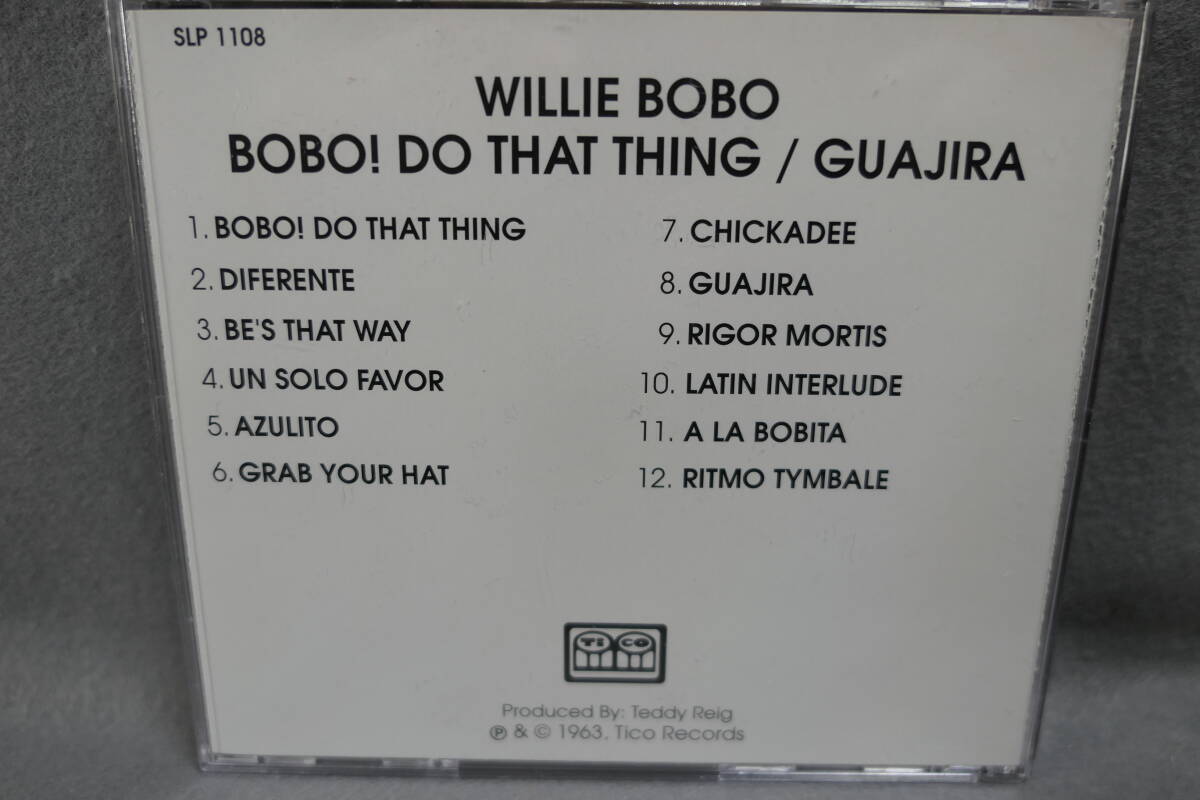 SLP 1108
WILLIE BOBO
BOBO! DO THAT THING / GUAJIRA
1. BOBO! DO THAT THING
2. DIFERENTE
3. BE'S THAT WAY
4. UN SOLO FAVOR
5. AZULITO
6. GRAB YOUR HAT
7. CHICKADEE
8. GUAJIRA
9. RIGOR MORTIS
10. LATIN INTERLUDE
11. A LA BOBITA
12. RITMO TYMBALE
TiCO
Produced By: Teddy Reig
℗ & © 1963, Tico Records